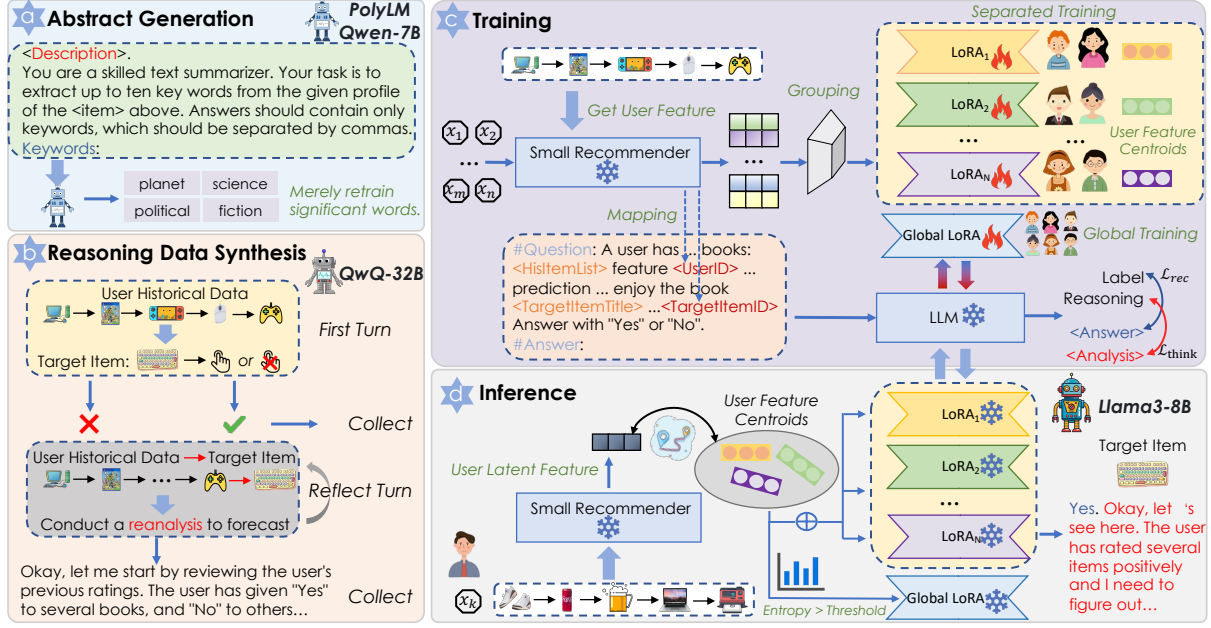 a Abstract Generation
PolyLM
Qwen-7B
<Description>.
You are a skilled text summarizer. Your task is to
extract up to ten key words from the given profile
of the <item> above. Answers should contain only
keywords, which should be separated by commas.
Keywords:
planet science
political fiction
Merely retrain
significant words.
b Reasoning Data Synthesis
QwQ-32B
User Historical Data
Target Item: or
First Turn
Collect
User Historical Data Target Item
...
Conduct a reanalysis to forecast
Reflect Turn
Okay, let me start by reviewing the user's
previous ratings. The user has given "Yes"
to several books, and "No" to others...
Collect
c Training
Get User Feature
x1 x2
...
xm xn
Small Recommender
...
Grouping
Mapping
#Question: A user has ... books:
<HisItemList> feature <UserID> ...
prediction ... enjoy the book
<TargetItemTitle> ...<TargetItemID>
Answer with "Yes" or "No".
#Answer:
Separated Training
LoRA1
LoRA2
... ...
LoRAN
User Feature
Centroids
Global LoRA
Global Training
LLM
Label
Reasoning
<Answer>
<Analysis>
ℒrec
ℒthink
d Inference
User Latent Feature
Small Recommender
xk
User Feature
Centroids
Entropy > Threshold
LoRA1
LoRA2
...
LoRAN
Global LoRA
Llama3-8B
Target Item
Yes. Okay, let 's
see here. The user
has rated several
items positively
and I need to
figure out...